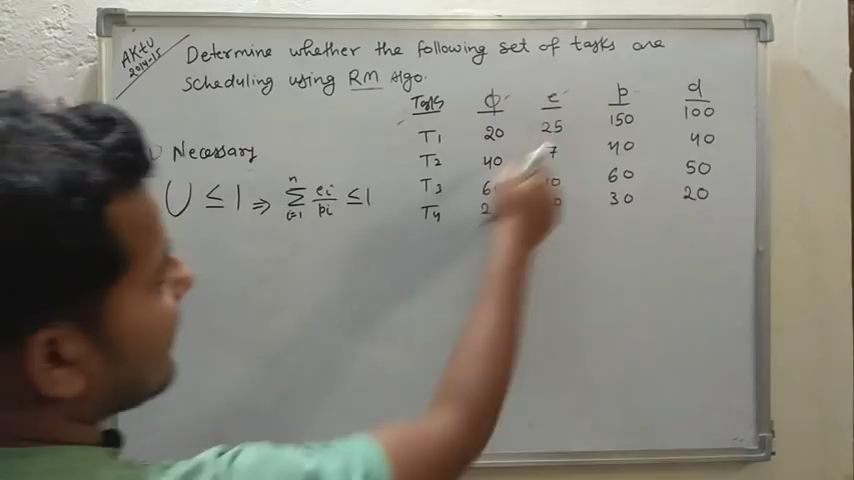 AKTU
2014-15
Determine whether the following set of tasks are
scheduling using RM Algo.
Tasks ϕ e p d
T1 20 25 150 100
T2 40 7 40 40
T3 10 60 50
T4 30 20
Necessary
U ≤ 1 ⇒ n ∑ i=1 ei/pi ≤ 1